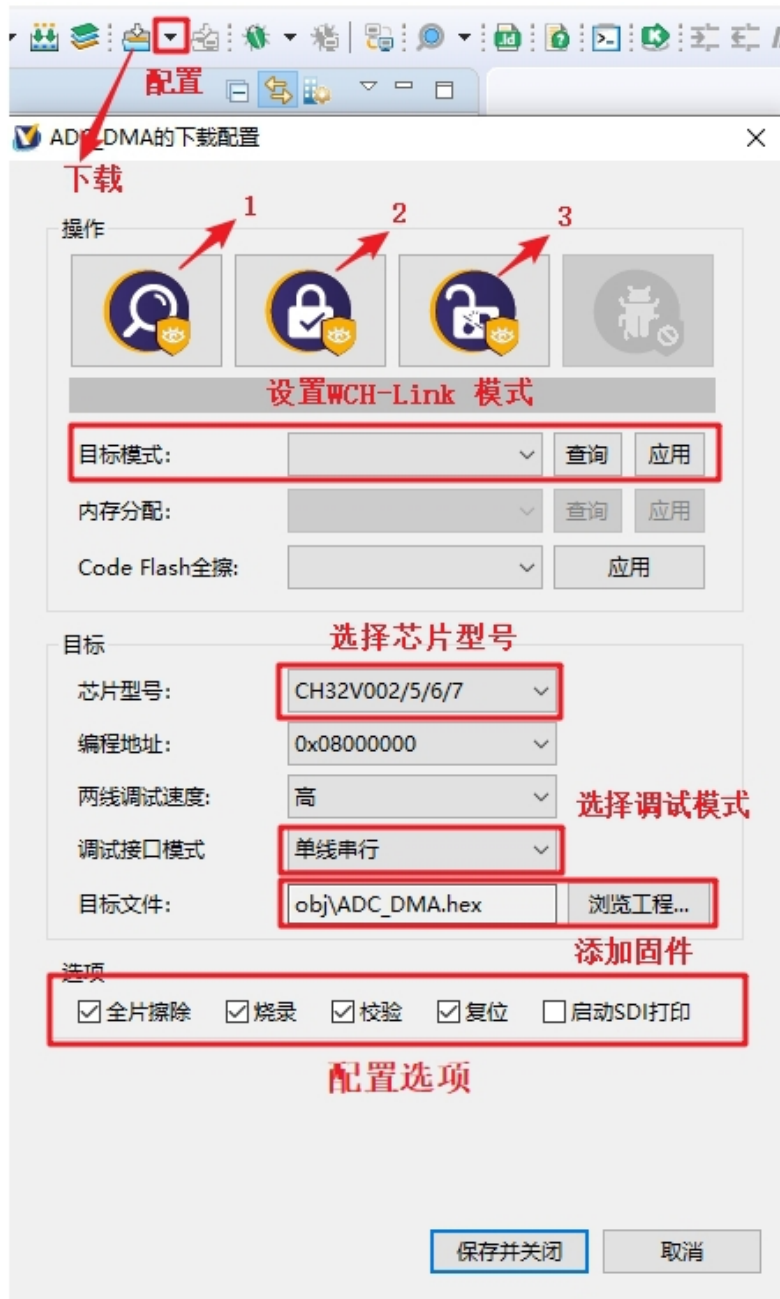 配置
ADC_DMA的下载配置
下载
操作
1
2
3
设置WCH-Link 模式
目标模式:
查询
应用
内存分配:
查询
应用
Code Flash全擦:
应用
目标
选择芯片型号
芯片型号:
CH32V002/5/6/7
编程地址:
0x08000000
两线调试速度:
高
选择调试模式
调试接口模式
单线串行
目标文件:
obj\ADC_DMA.hex
浏览工程...
添加固件
选项
全片擦除
烧录
校验
复位
启动SDI打印
配置选项
保存并关闭
取消